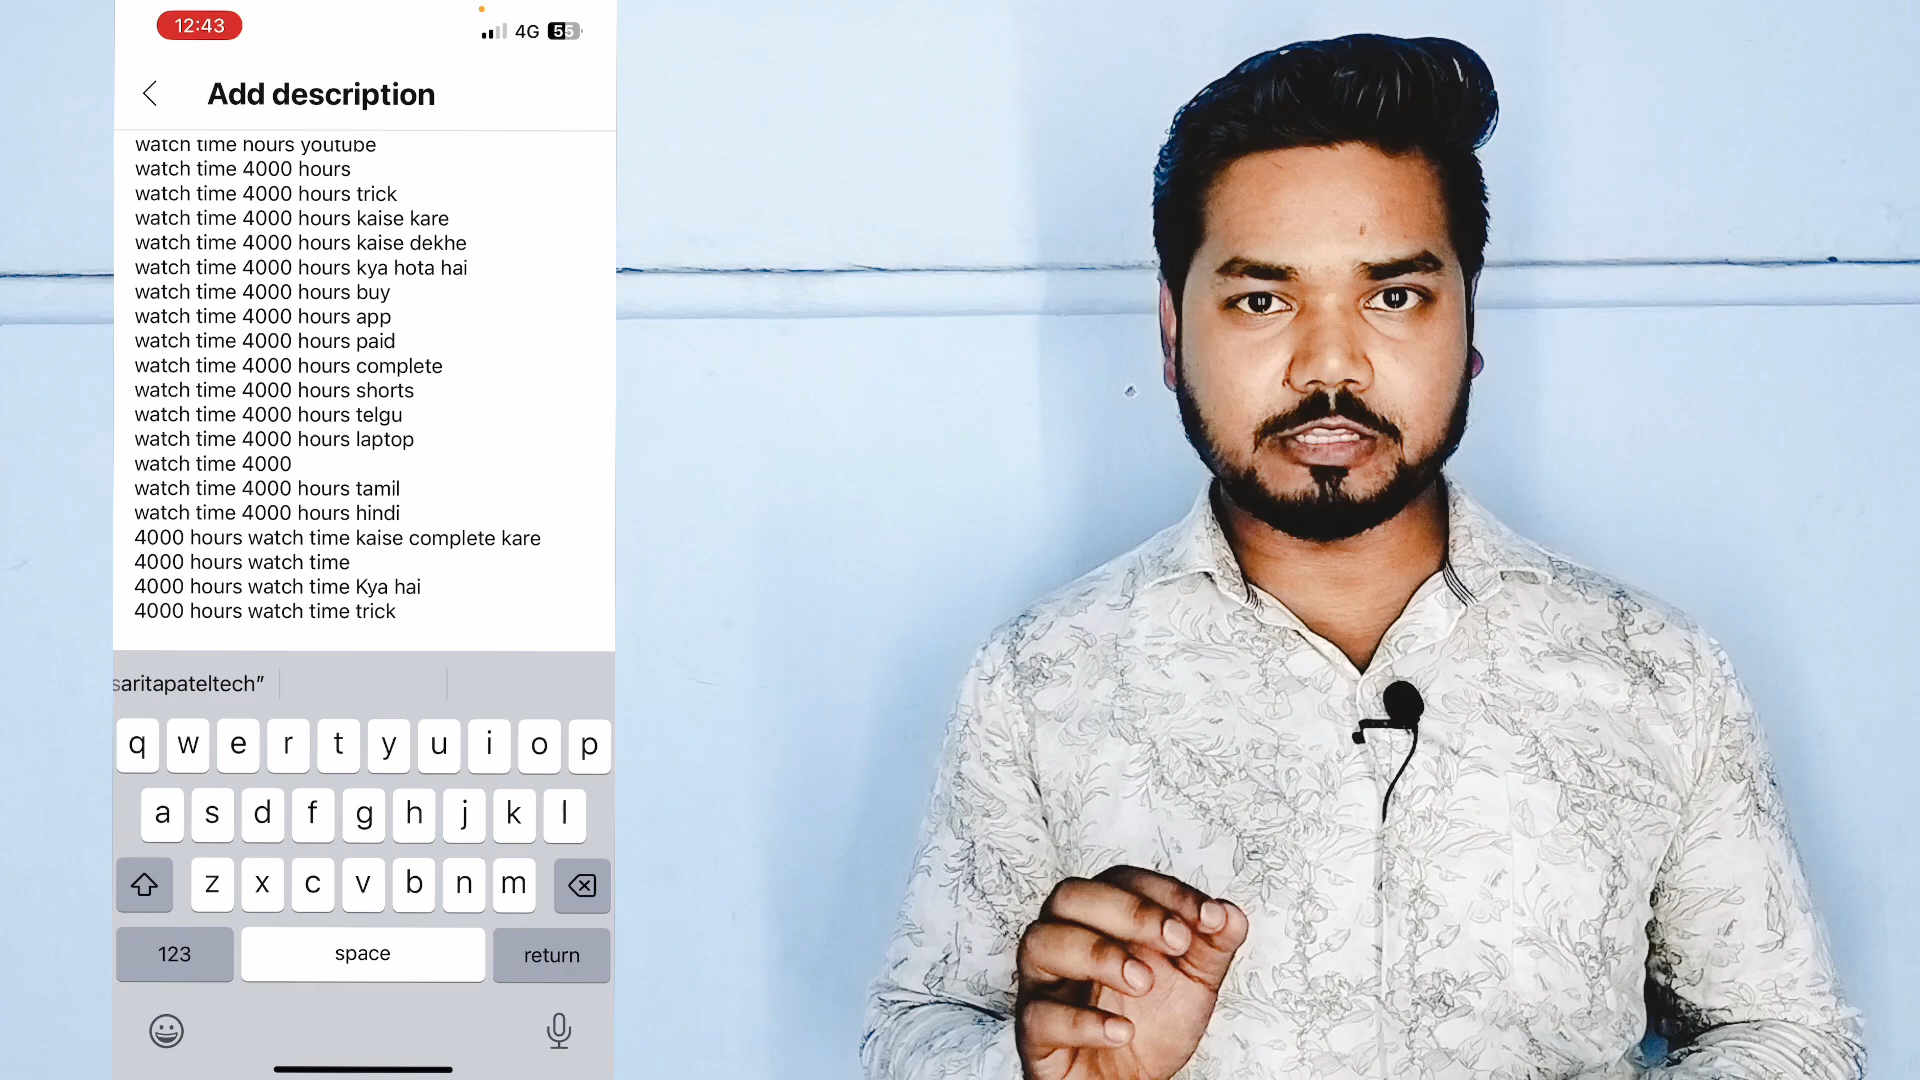 12:43
4G 55
Add description
watch time hours youtube
watch time 4000 hours
watch time 4000 hours trick
watch time 4000 hours kaise kare
watch time 4000 hours kaise dekhe
watch time 4000 hours kya hota hai
watch time 4000 hours buy
watch time 4000 hours app
watch time 4000 hours paid
watch time 4000 hours complete
watch time 4000 hours shorts
watch time 4000 hours telgu
watch time 4000 hours laptop
watch time 4000
watch time 4000 hours tamil
watch time 4000 hours hindi
4000 hours watch time kaise complete kare
4000 hours watch time
4000 hours watch time Kya hai
4000 hours watch time trick
saritapateltech”
q w e r t y u i o p
a s d f g h j k l
z x c v b n m
123 space return